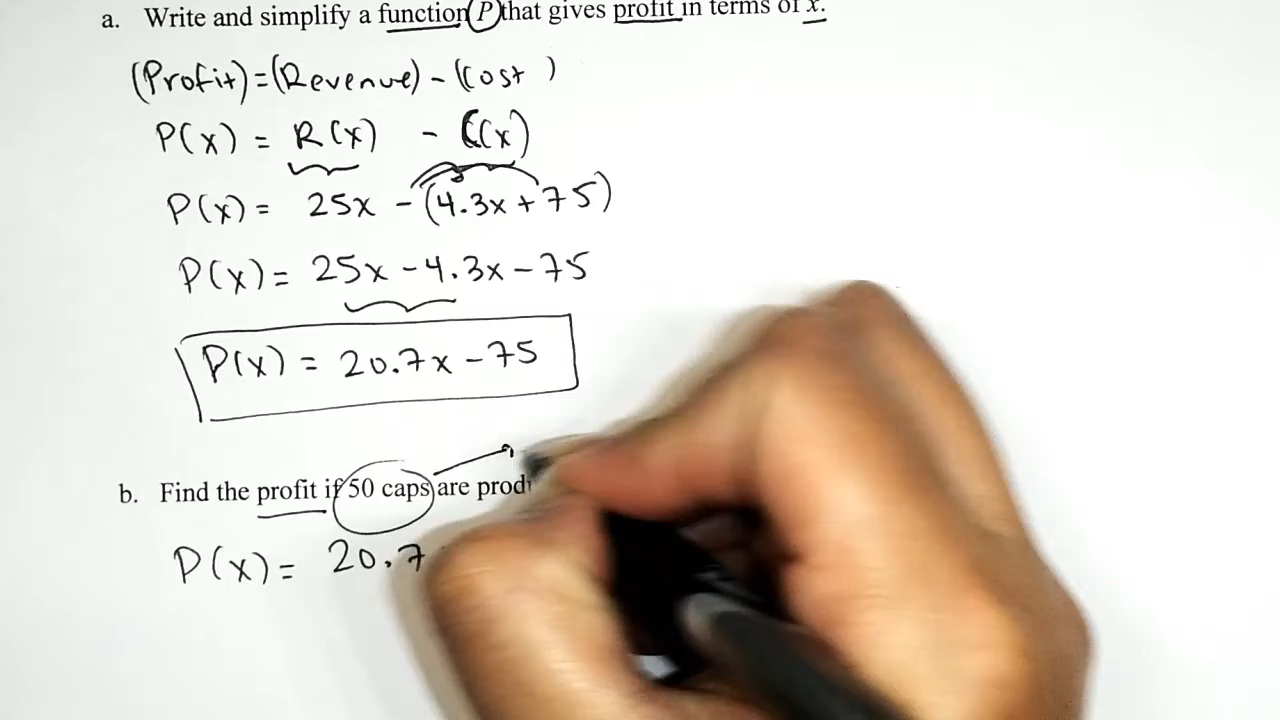 a. Write and simplify a function P that gives profit in terms of x.
(Profit) = (Revenue) - (Cost )
P(x) = R(x) - C(x)
P(x) = 25x - (4.3x + 75)
P(x) = 25x - 4.3x - 75
P(x) = 20.7x - 75
b. Find the profit if 50 caps are
P(x) = 20.7